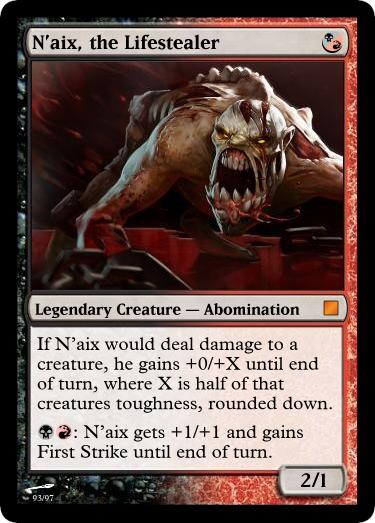 N'aix, the Lifestealer
Legendary Creature — Abomination
If N'aix would deal damage to a
creature, he gains +0/+X until end
of turn, where X is half of that
creatures toughness, rounded down.
: N'aix gets +1/+1 and gains
First Strike until end of turn.
2/1
93/97